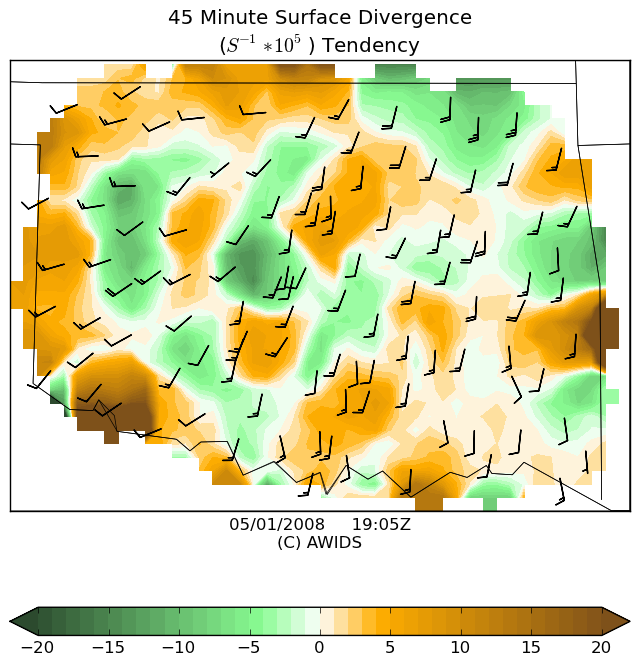 45 Minute Surface Divergence
(S⁻¹ * 10⁵ ) Tendency
05/01/2008 19:05Z
(C) AWIDS
−20 −15 −10 −5 0 5 10 15 20